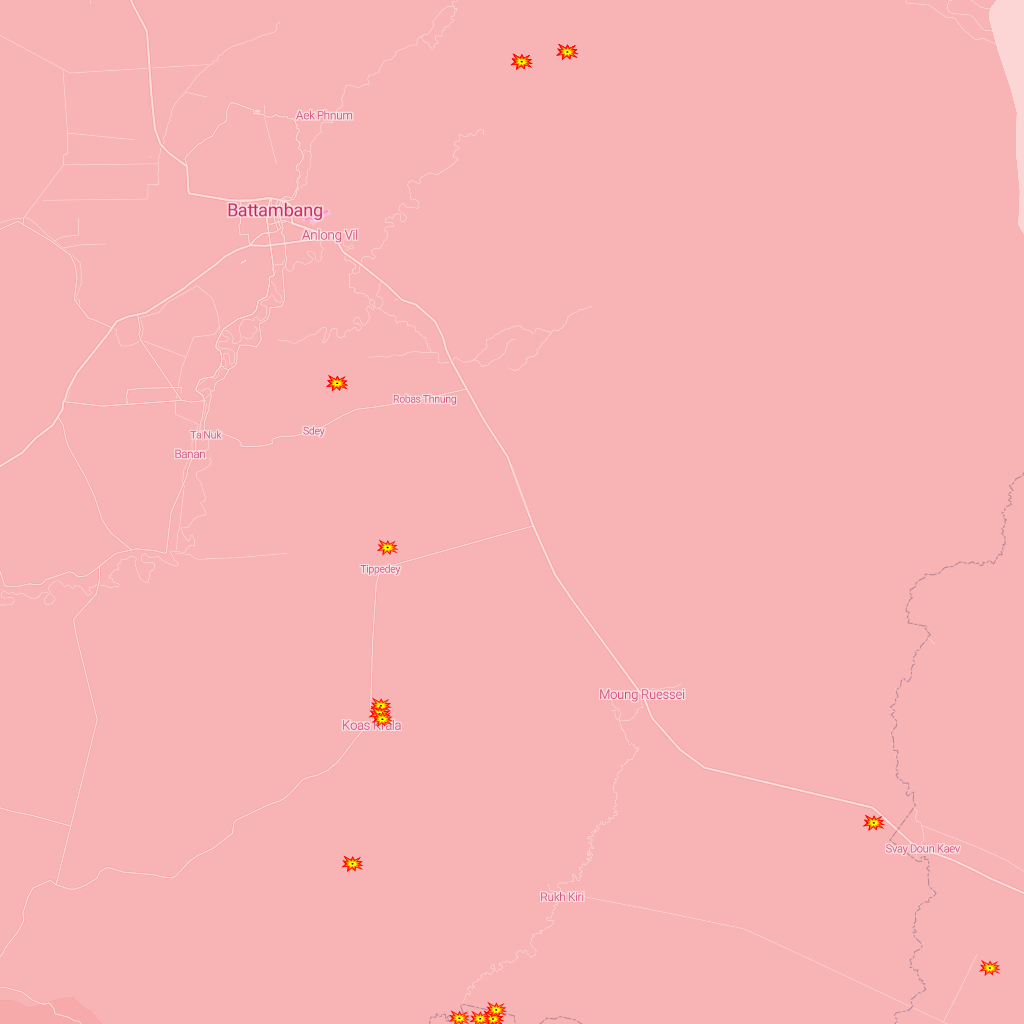 Aek Phnum
Battambang
Anlong Vil
Robas Thnung
Sdey
Ta Nuk
Banan
Tippedey
Moung Ruessei
Koas Krala
Svay Doun Kaev
Rukh Kiri